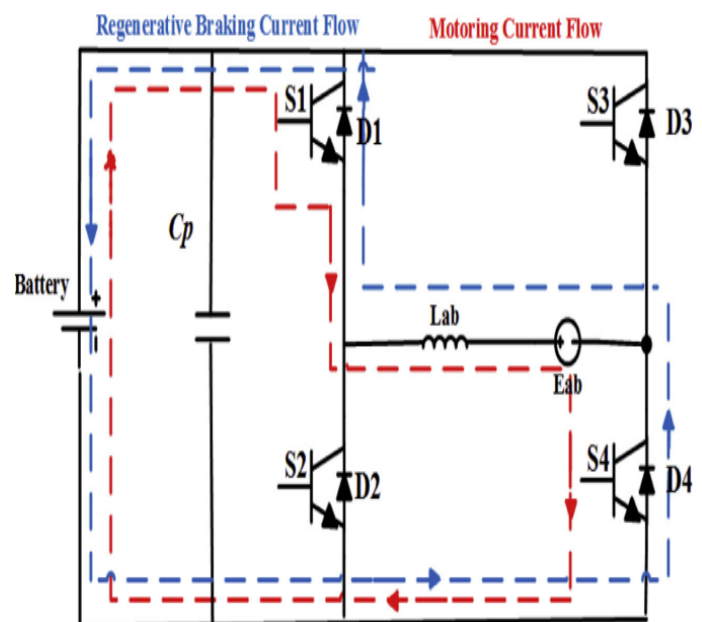 Regenerative Braking Current Flow
Motoring Current Flow
S1
D1
S3
D3
Cp
Battery
+
Lab
+
Eab
S2
D2
S4
D4